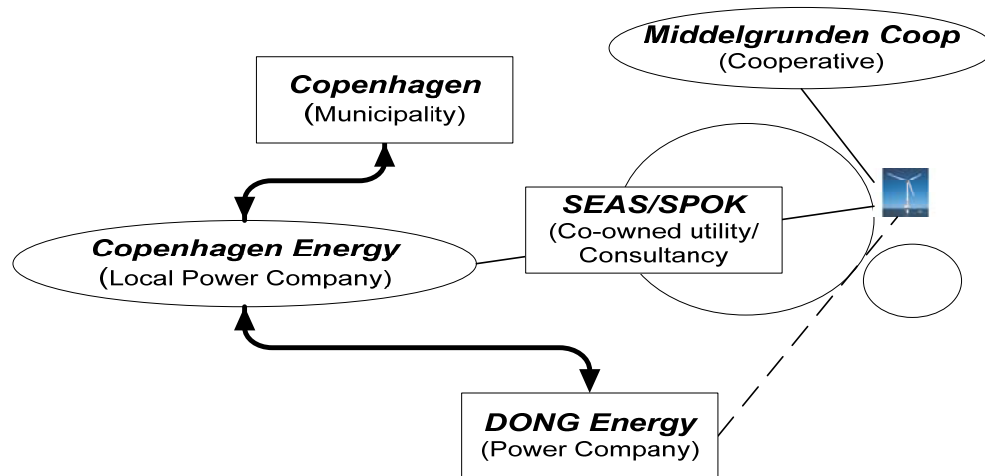 Middelgrunden Coop
(Cooperative)
Copenhagen
(Municipality)
SEAS/SPOK
(Co-owned utility/
Consultancy
Copenhagen Energy
(Local Power Company)
DONG Energy
(Power Company)